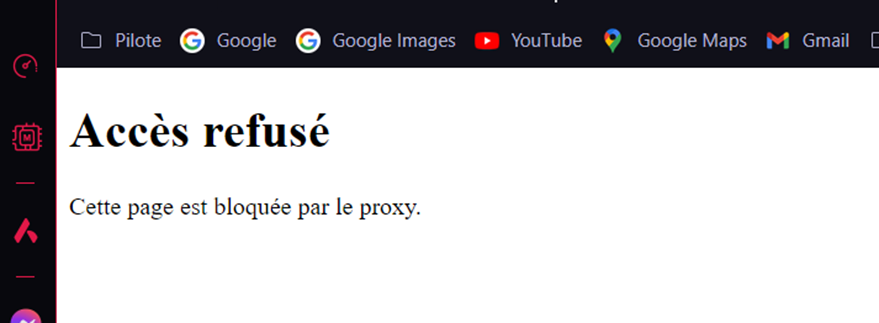 Pilote Google Google Images YouTube Google Maps Gmail
Accès refusé
Cette page est bloquée par le proxy.